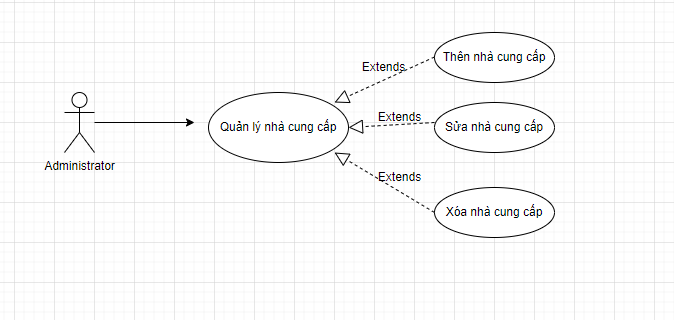 Administrator
Quản lý nhà cung cấp
Extends
Thên nhà cung cấp
Extends
Sửa nhà cung cấp
Extends
Xóa nhà cung cấp